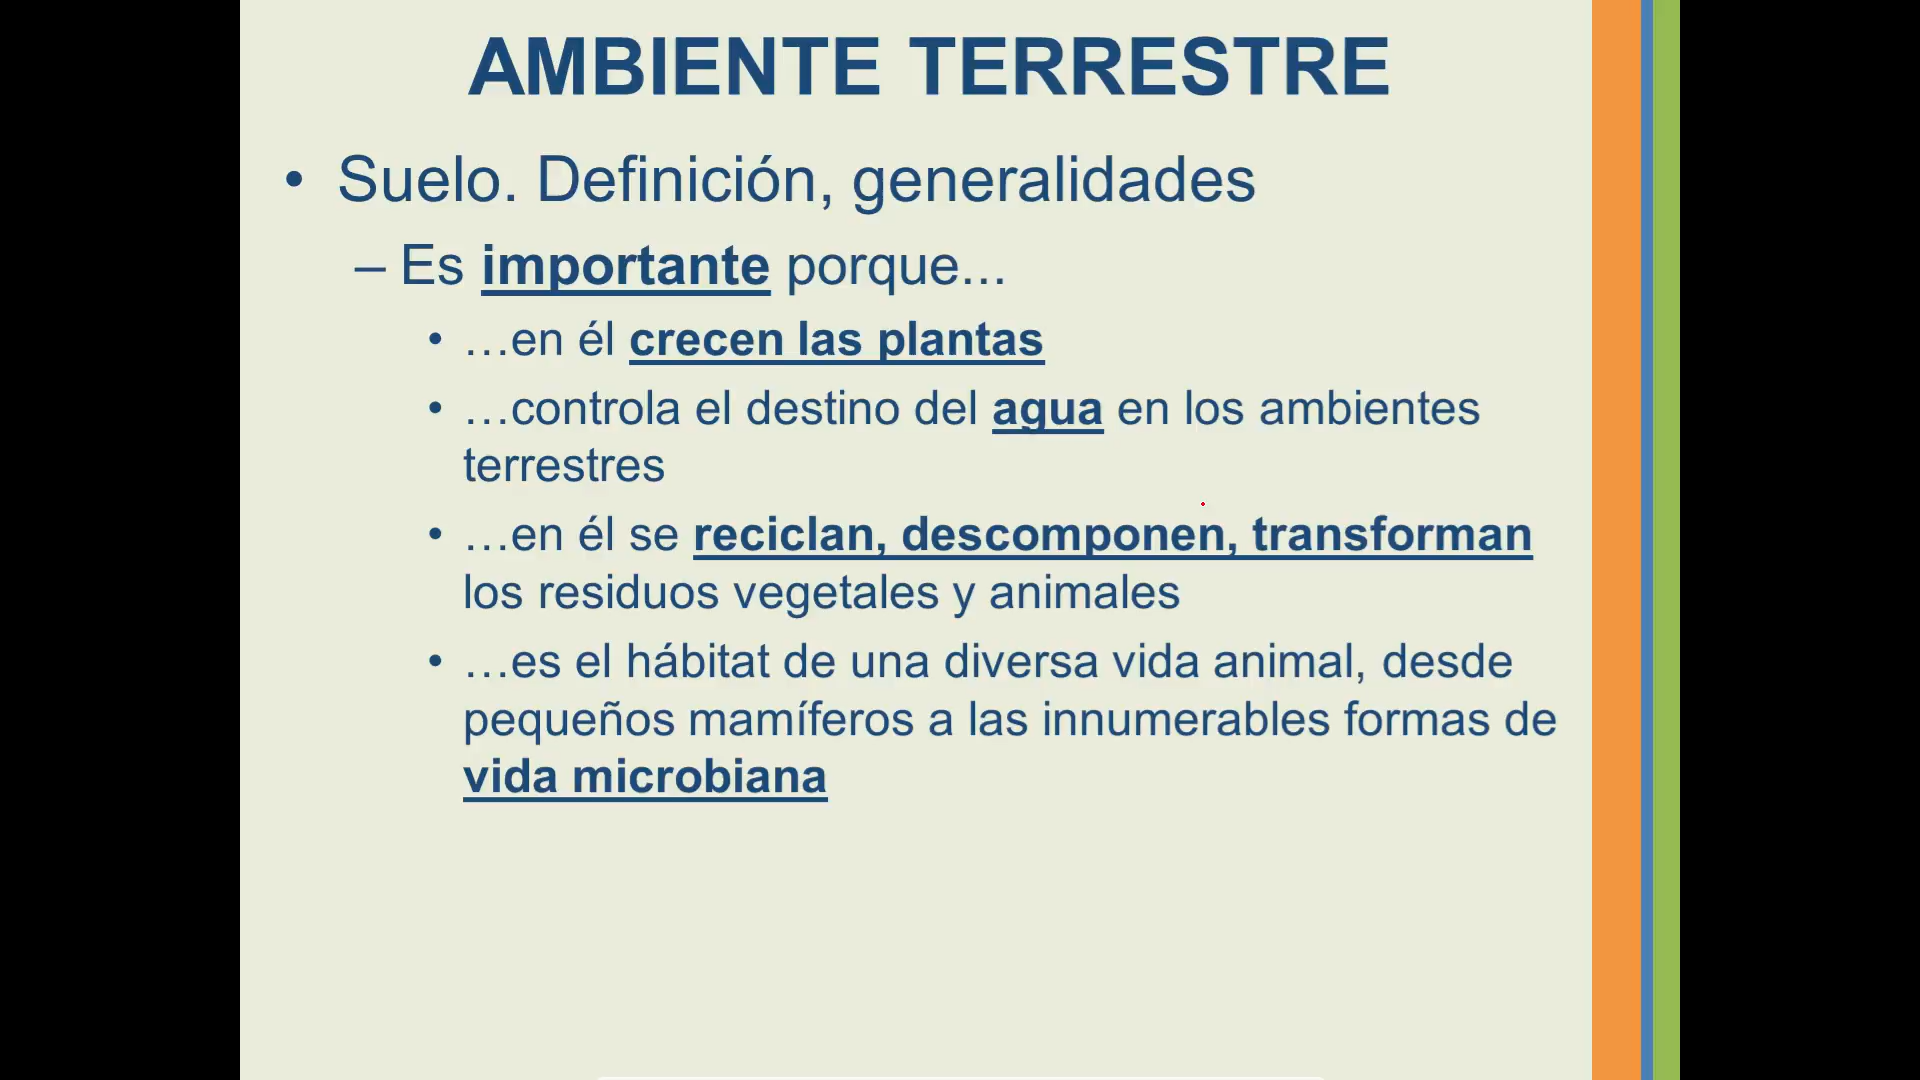 AMBIENTE TERRESTRE
• Suelo. Definición, generalidades
– Es importante porque...
• …en él crecen las plantas
• …controla el destino del agua en los ambientes
terrestres
• …en él se reciclan, descomponen, transforman
los residuos vegetales y animales
• …es el hábitat de una diversa vida animal, desde
pequeños mamíferos a las innumerables formas de
vida microbiana